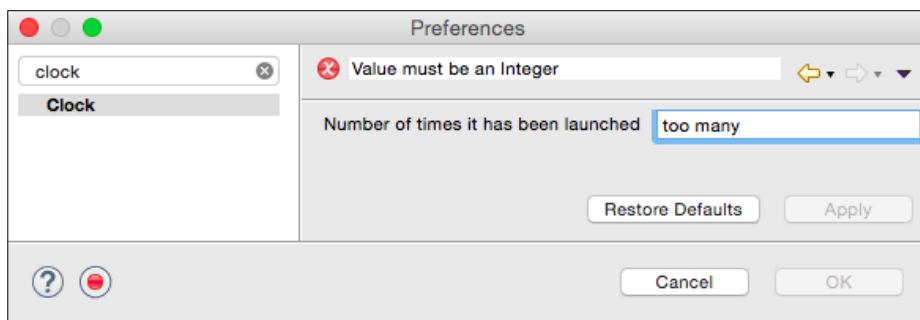 Preferences
clock
Value must be an Integer
Clock
Number of times it has been launched too many
Restore Defaults Apply
? Cancel OK